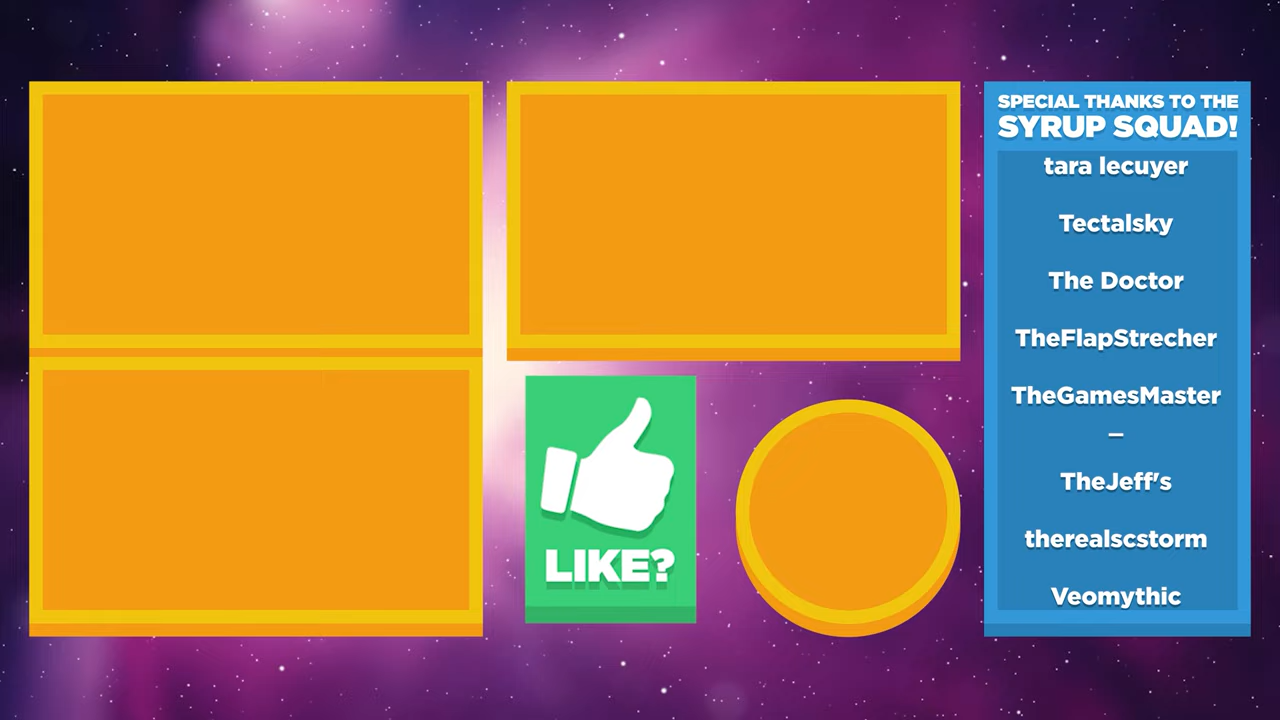 SPECIAL THANKS TO THE
SYRUP SQUAD!
tara lecuyer
Tectalsky
The Doctor
TheFlapStrecher
TheGamesMaster
–
TheJeff's
therealscstorm
Veomythic
LIKE?